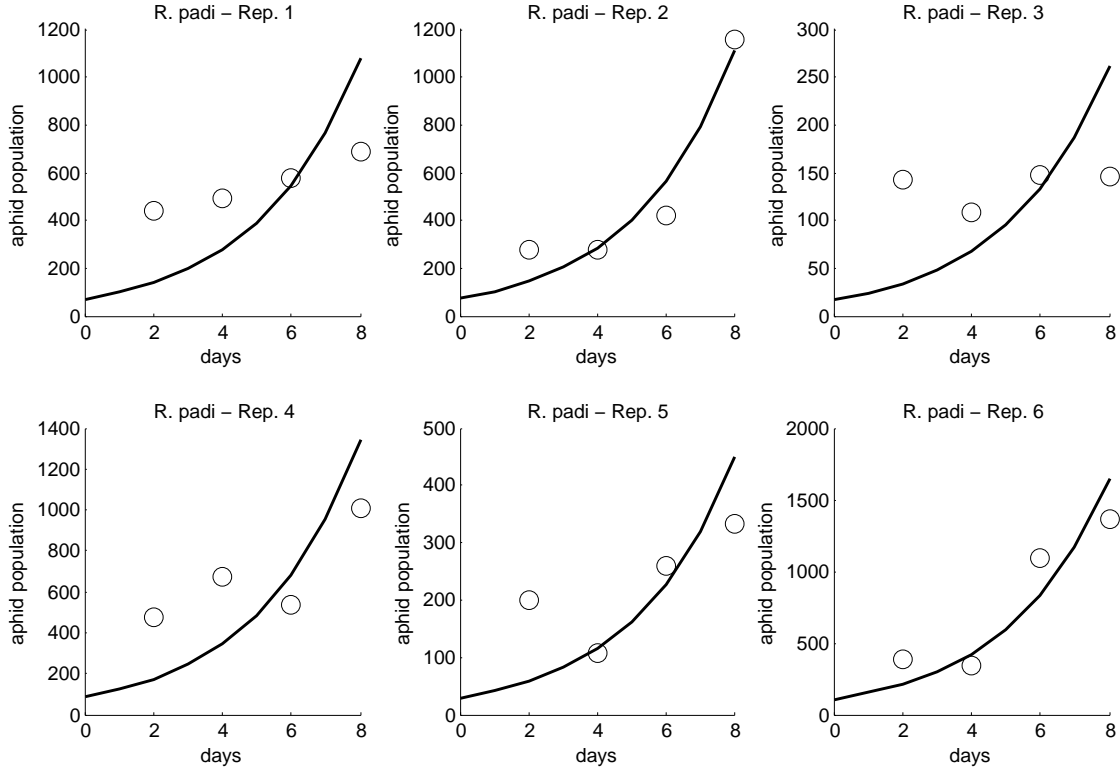 R. padi – Rep. 1
1200
1000
800
600
400
200
0
aphid population
0 2 4 6 8
days
R. padi – Rep. 2
1200
1000
800
600
400
200
0
aphid population
0 2 4 6 8
days
R. padi – Rep. 3
300
250
200
150
100
50
0
aphid population
0 2 4 6 8
days
R. padi – Rep. 4
1400
1200
1000
800
600
400
200
0
aphid population
0 2 4 6 8
days
R. padi – Rep. 5
500
400
300
200
100
0
aphid population
0 2 4 6 8
days
R. padi – Rep. 6
2000
1500
1000
500
0
aphid population
0 2 4 6 8
days